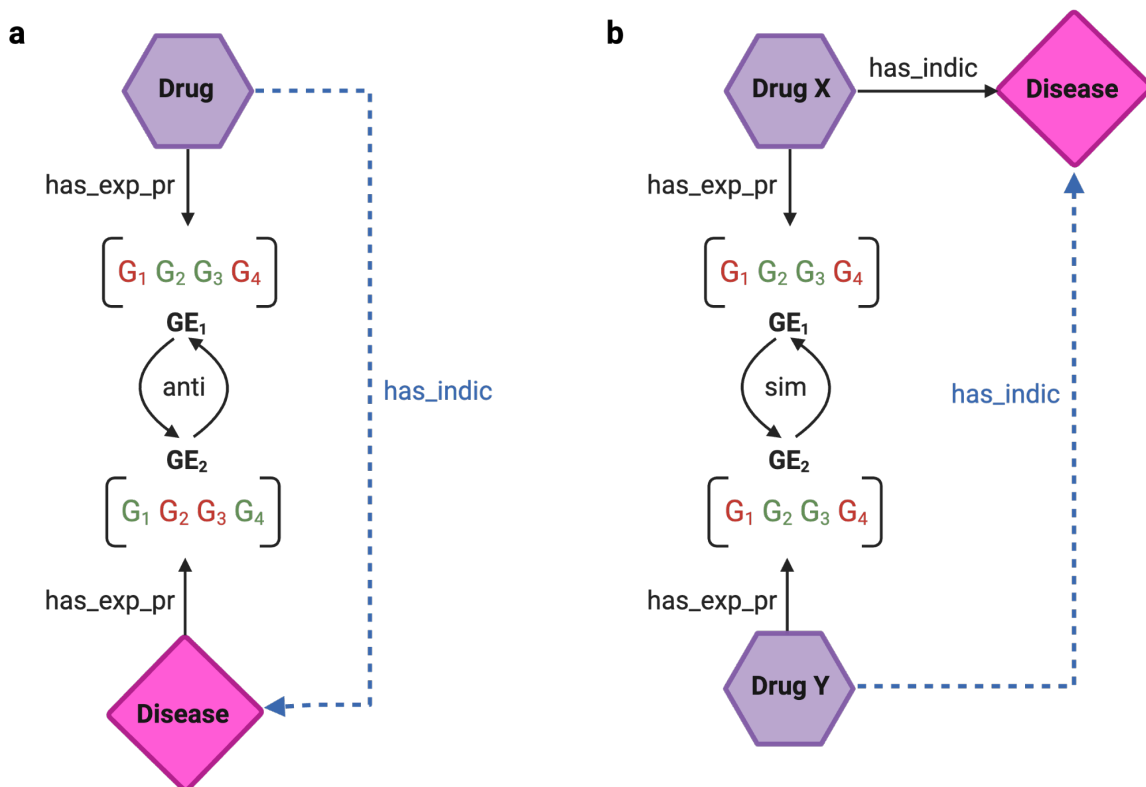 a
Drug
has_exp_pr
G₁ G₂ G₃ G₄
GE₁
anti
has_indic
GE₂
G₁ G₂ G₃ G₄
has_exp_pr
Disease
b
Drug X
has_indic
Disease
has_exp_pr
G₁ G₂ G₃ G₄
GE₁
sim
has_indic
GE₂
G₁ G₂ G₃ G₄
has_exp_pr
Drug Y